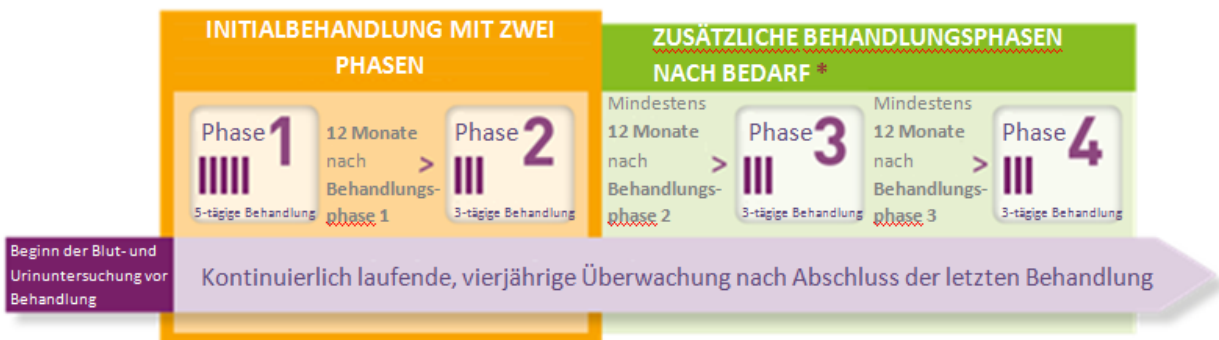 INITIALBEHANDLUNG MIT ZWEI
PHASEN
ZUSÄTZLICHE BEHANDLUNGSPHASEN
NACH BEDARF *
Phase 1
5-tägige Behandlung
12 Monate
nach
Behandlungs-
phase 1
>
Phase 2
3-tägige Behandlung
Mindestens
12 Monate
nach
Behandlungs-
phase 2
>
Phase 3
3-tägige Behandlung
Mindestens
12 Monate
nach
Behandlungs-
phase 3
>
Phase 4
3-tägige Behandlung
Beginn der Blut- und
Urinuntersuchung vor
Behandlung
Kontinuierlich laufende, vierjährige Überwachung nach Abschluss der letzten Behandlung